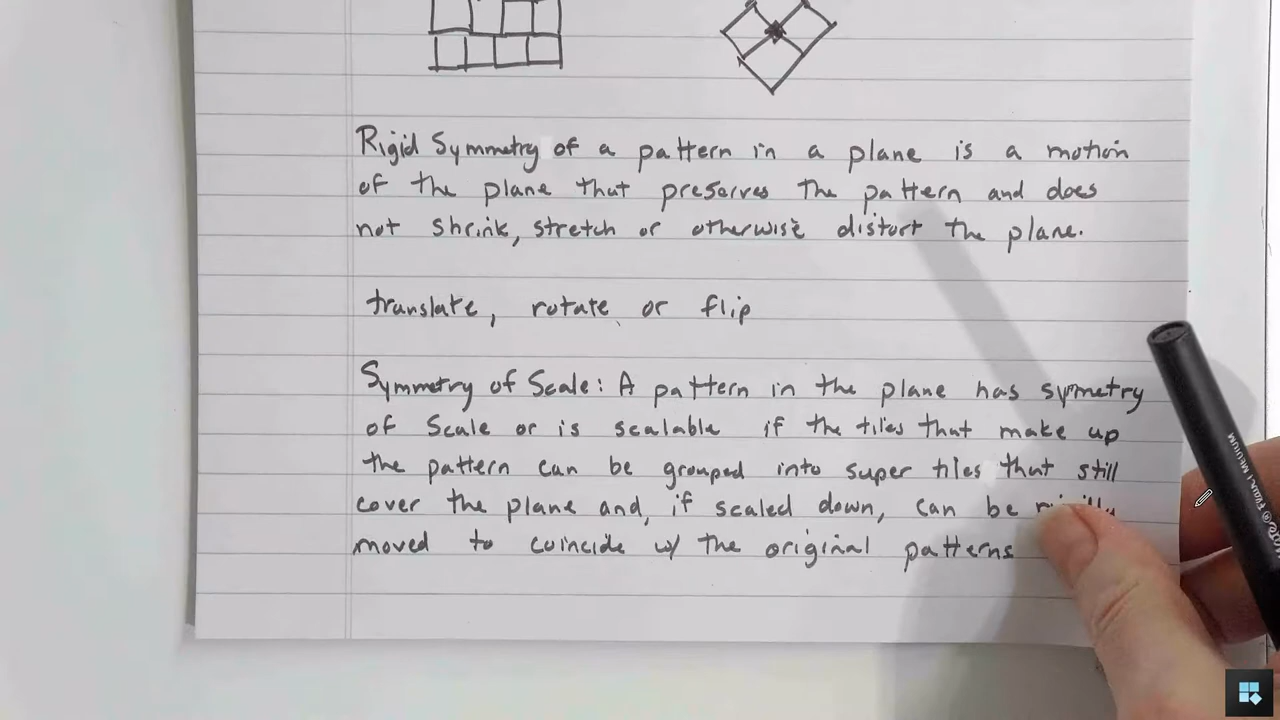 Rigid Symmetry of a pattern in a plane is a motion
of the plane that preserves the pattern and does
not shrink, stretch or otherwise distort the plane.
translate, rotate or flip
Symmetry of Scale: A pattern in the plane has symmetry
of Scale or is scalable if the tiles that make up
the pattern can be grouped into super tiles that still
cover the plane and, if scaled down, can be
moved to coincide w/ the original patterns